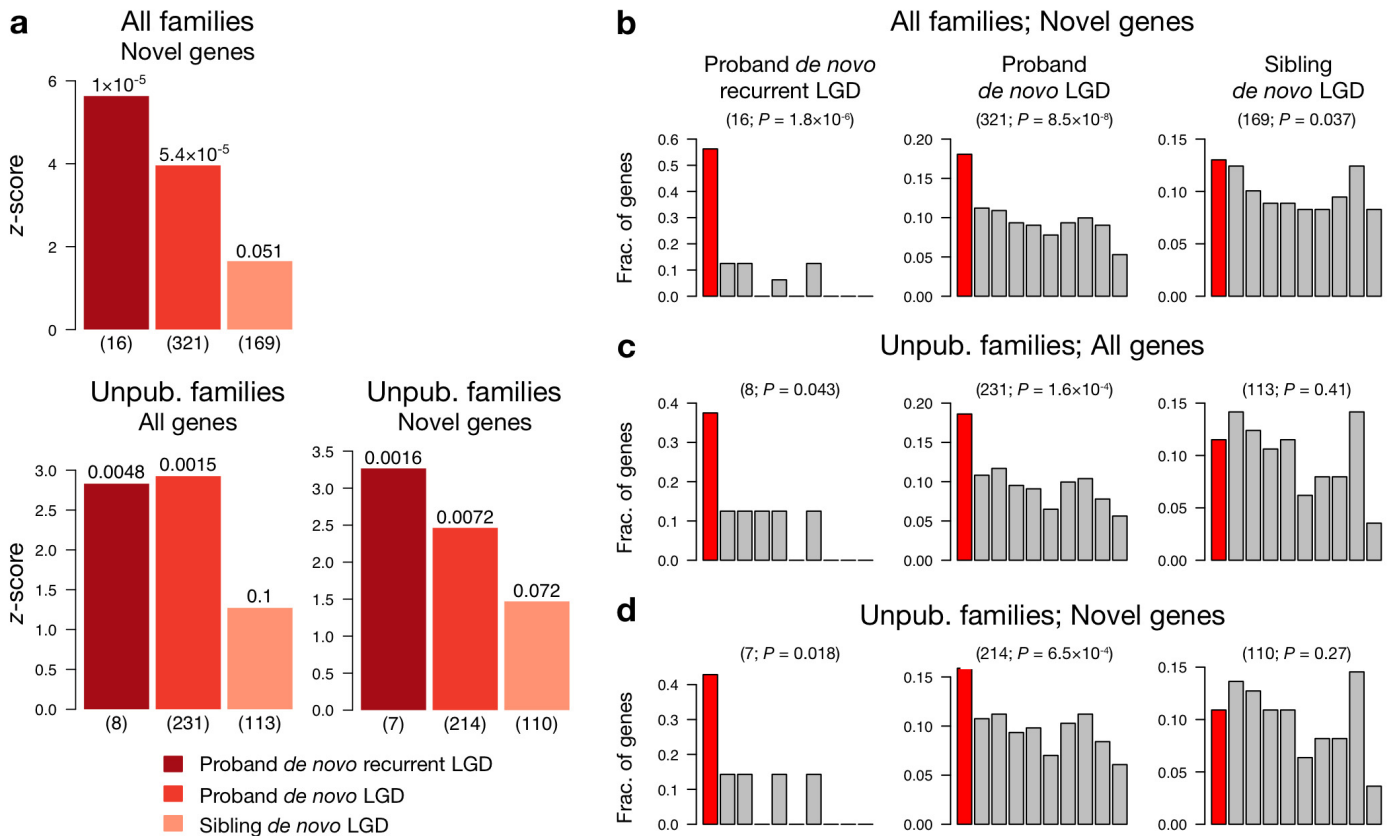 a
All families
Novel genes
z-score
6
4
2
0
1×10⁻⁵
5.4×10⁻⁵
0.051
(16) (321) (169)
Unpub. families
All genes
z-score
3.0
2.5
2.0
1.5
1.0
0.5
0.0
0.0048
0.0015
0.1
(8) (231) (113)
Unpub. families
Novel genes
3.5
3.0
2.5
2.0
1.5
1.0
0.5
0.0
0.0016
0.0072
0.072
(7) (214) (110)
Proband de novo recurrent LGD
Proband de novo LGD
Sibling de novo LGD
b
All families; Novel genes
Proband de novo
recurrent LGD
(16; P = 1.8×10⁻⁶)
Frac. of genes
0.6
0.5
0.4
0.3
0.2
0.1
0.0
Proband
de novo LGD
(321; P = 8.5×10⁻⁸)
0.20
0.15
0.10
0.05
0.00
Sibling
de novo LGD
(169; P = 0.037)
0.15
0.10
0.05
0.00
c
Unpub. families; All genes
(8; P = 0.043)
Frac. of genes
0.4
0.3
0.2
0.1
0.0
(231; P = 1.6×10⁻⁴)
0.20
0.15
0.10
0.05
0.00
(113; P = 0.41)
0.15
0.10
0.05
0.00
d
Unpub. families; Novel genes
(7; P = 0.018)
Frac. of genes
0.4
0.3
0.2
0.1
0.0
(214; P = 6.5×10⁻⁴)
0.15
0.10
0.05
0.00
(110; P = 0.27)
0.15
0.10
0.05
0.00